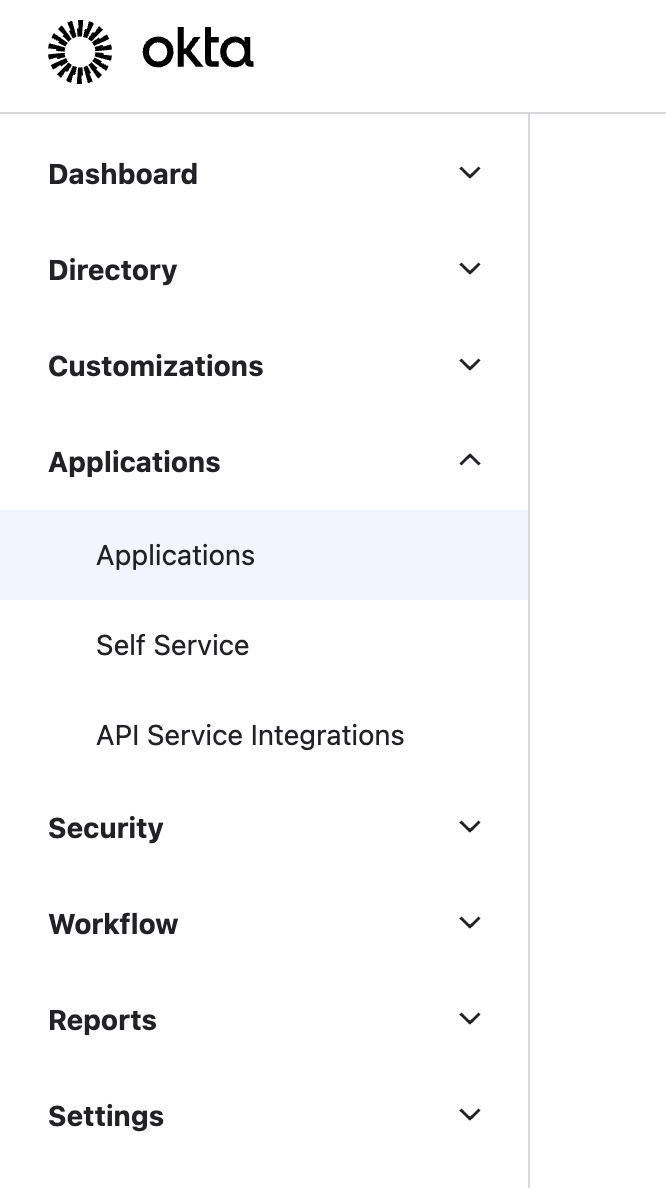 okta
Dashboard
Directory
Customizations
Applications
Applications
Self Service
API Service Integrations
Security
Workflow
Reports
Settings